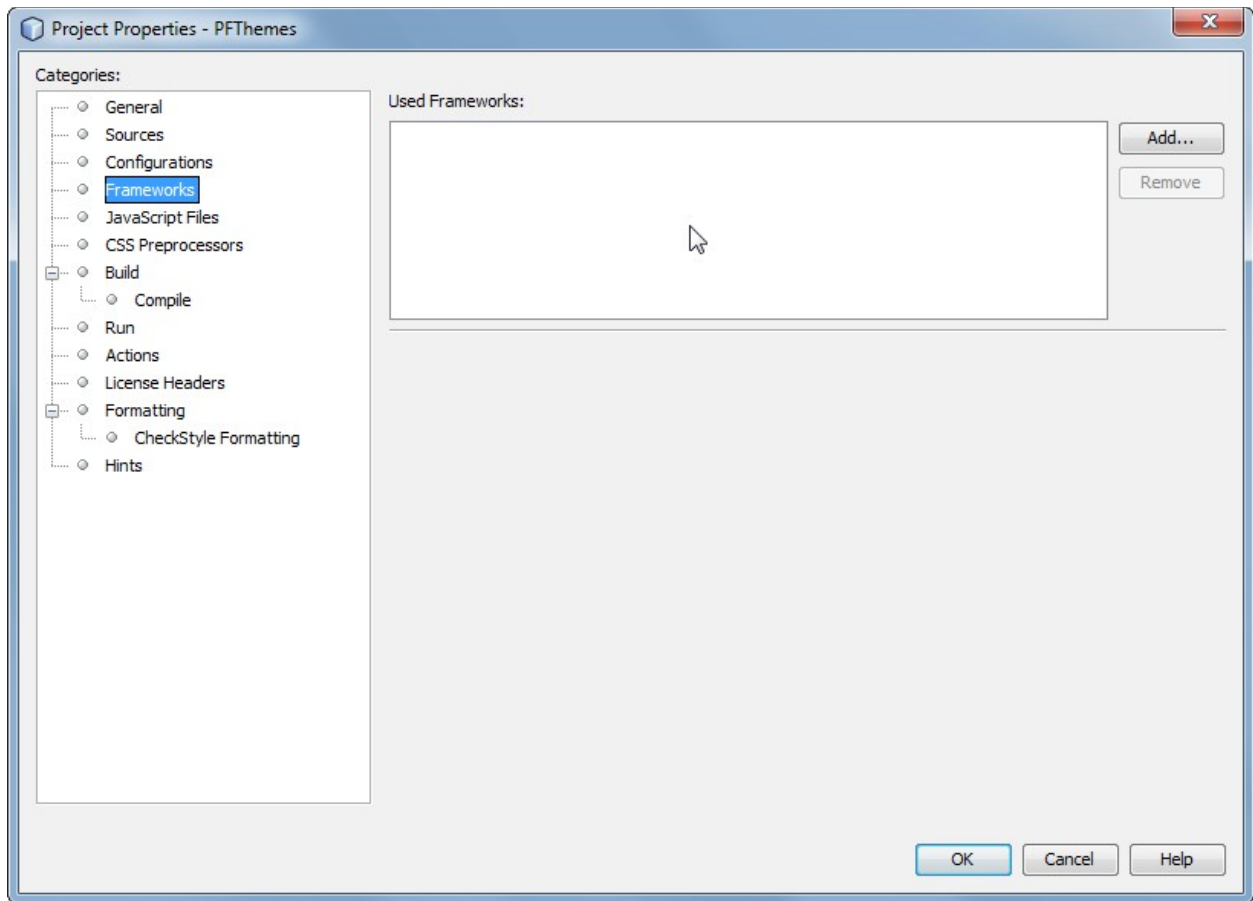 Project Properties - PFThemes
Categories:
General
Sources
Configurations
Frameworks
JavaScript Files
CSS Preprocessors
Build
Compile
Run
Actions
License Headers
Formatting
CheckStyle Formatting
Hints
Used Frameworks:
Add...
Remove
OK
Cancel
Help